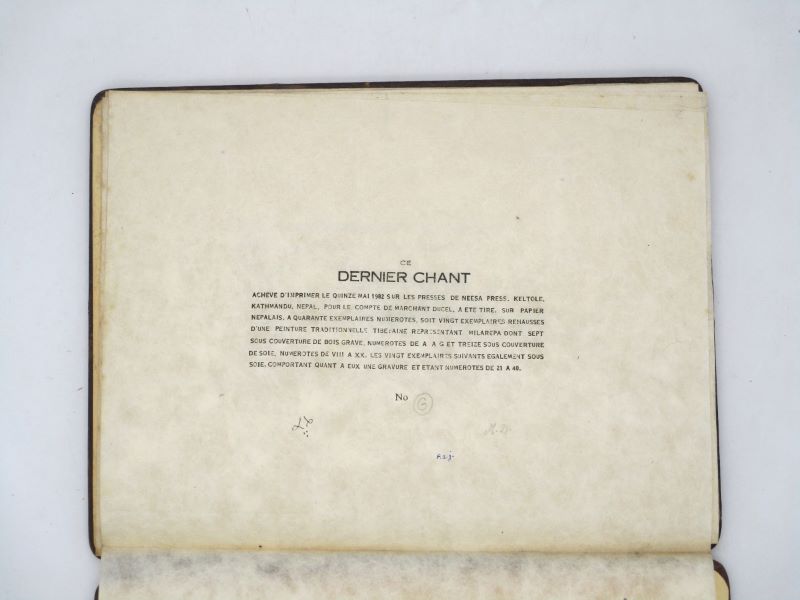 CE
DERNIER CHANT
ACHEVE D'IMPRIMER LE QUINZE MAI 1982 SUR LES PRESSES DE NEESA PRESS, KELTOLE,
KATHMANDU, NEPAL, POUR LE COMPTE DE MARCHANT DUCEL, A ETE TIRE, SUR PAPIER
NEPALAIS, A QUARANTE EXEMPLAIRES NUMEROTES, SOIT VINGT EXEMPLAIRES REHAUSSES
D'UNE PEINTURE TRADITIONNELLE TIBETAINE REPRESENTANT MILAREPA DONT SEPT
SOUS COUVERTURE DE BOIS GRAVE, NUMEROTES DE A A G ET TREIZE SOUS COUVERTURE
DE SOIE, NUMEROTES DE VIII A XX. LES VINGT EXEMPLAIRES SUIVANTS EGALEMENT SOUS
SOIE, COMPORTANT QUANT A EUX UNE GRAVURE ET ETANT NUMEROTES DE 21 A 40.
No G